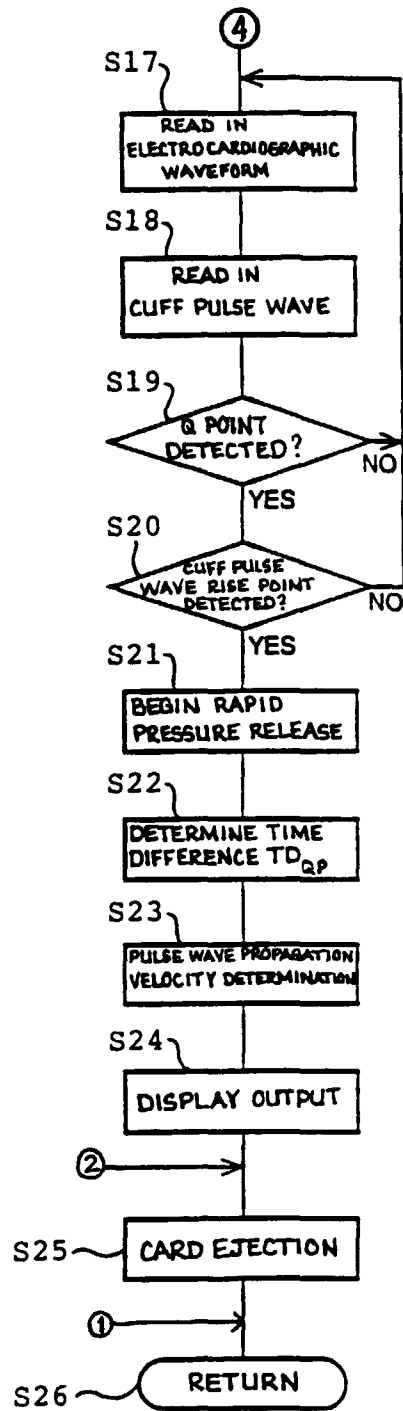 ④
S17
READ IN
ELECTROCARDIOGRAPHIC
WAVEFORM
S18
READ IN
CUFF PULSE WAVE
S19
Q POINT
DETECTED?
NO
YES
S20
CUFF PULSE
WAVE RISE POINT
DETECTED?
NO
YES
S21
BEGIN RAPID
PRESSURE RELEASE
S22
DETERMINE TIME
DIFFERENCE TDQP
S23
PULSE WAVE PROPAGATION
VELOCITY DETERMINATION
S24
DISPLAY OUTPUT
②
S25
CARD EJECTION
①
S26
RETURN